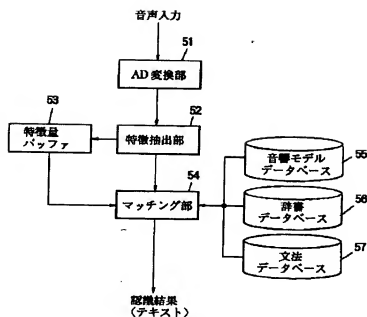 音声入力
51
AD変換部
53
52
特徴量
バッファ
特徴抽出部
54
マッチング部
音響モデル
データベース
55
辞書
データベース
56
文法
データベース
57
認識結果
(テキスト)